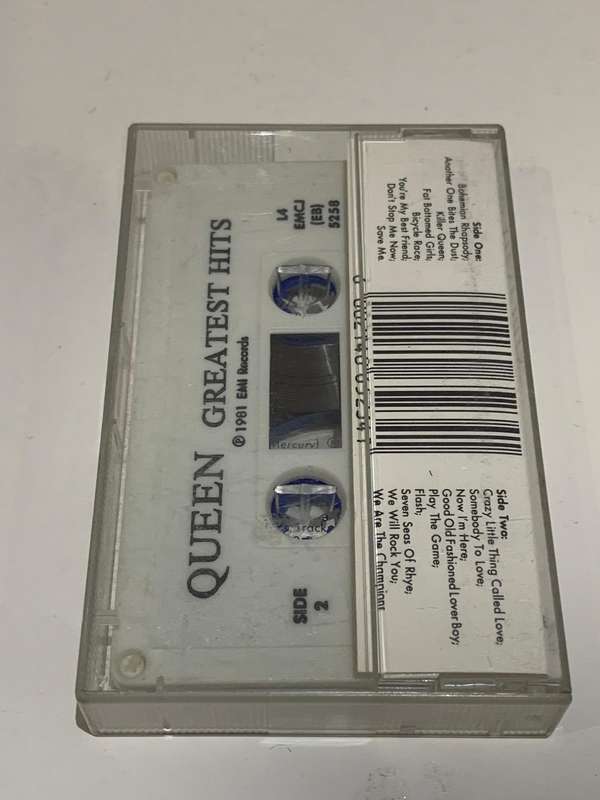 QUEEN GREATEST HITS
℗ 1981 EMI Records
L4
EMCJ
(EB)
5258
SIDE
2
Mercury)
Side One:
Bohemian Rhapsody;
Another One Bites The Dust;
Killer Queen;
Fat Bottomed Girls;
Bicycle Race;
You're My Best Friend;
Don't Stop Me Now;
Save Me.
Side Two:
Crazy Little Thing Called Love;
Somebody To Love;
Now I'm Here;
Good Old Fashioned Lover Boy;
Play The Game;
Flash;
Seven Seas Of Rhye;
We Will Rock You;
We Are The Champions